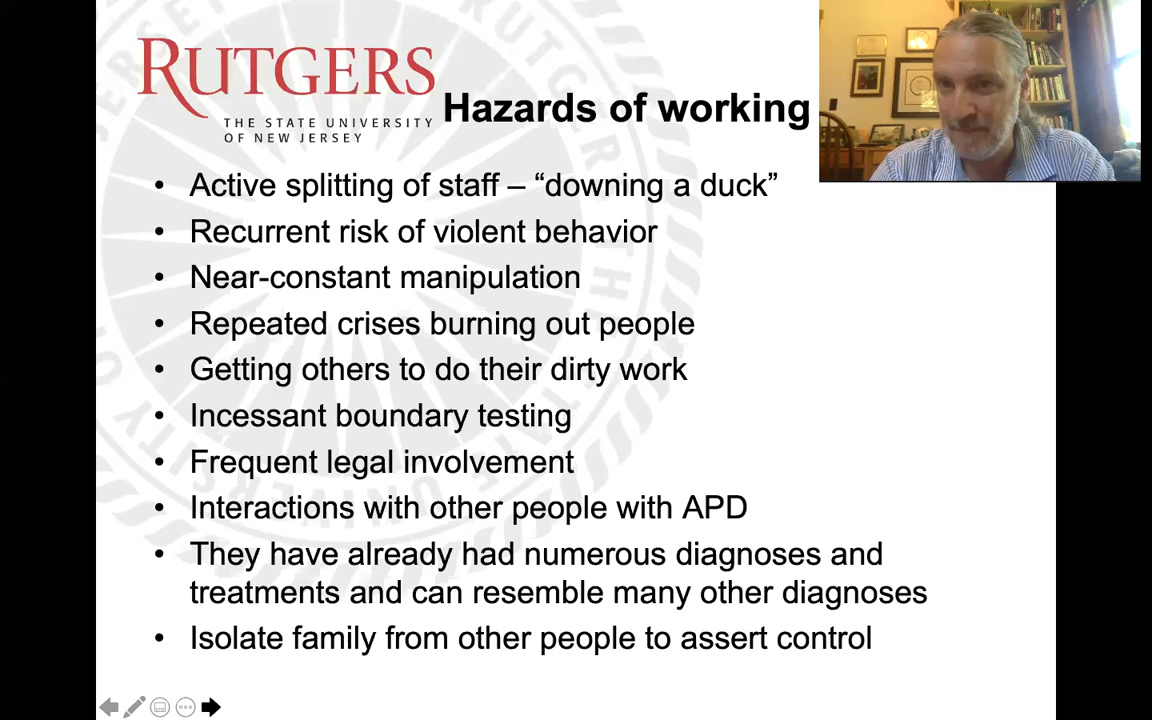 RUTGERS
THE STATE UNIVERSITY
OF NEW JERSEY
Hazards of working
• Active splitting of staff – “downing a duck”
• Recurrent risk of violent behavior
• Near-constant manipulation
• Repeated crises burning out people
• Getting others to do their dirty work
• Incessant boundary testing
• Frequent legal involvement
• Interactions with other people with APD
• They have already had numerous diagnoses and
treatments and can resemble many other diagnoses
• Isolate family from other people to assert control